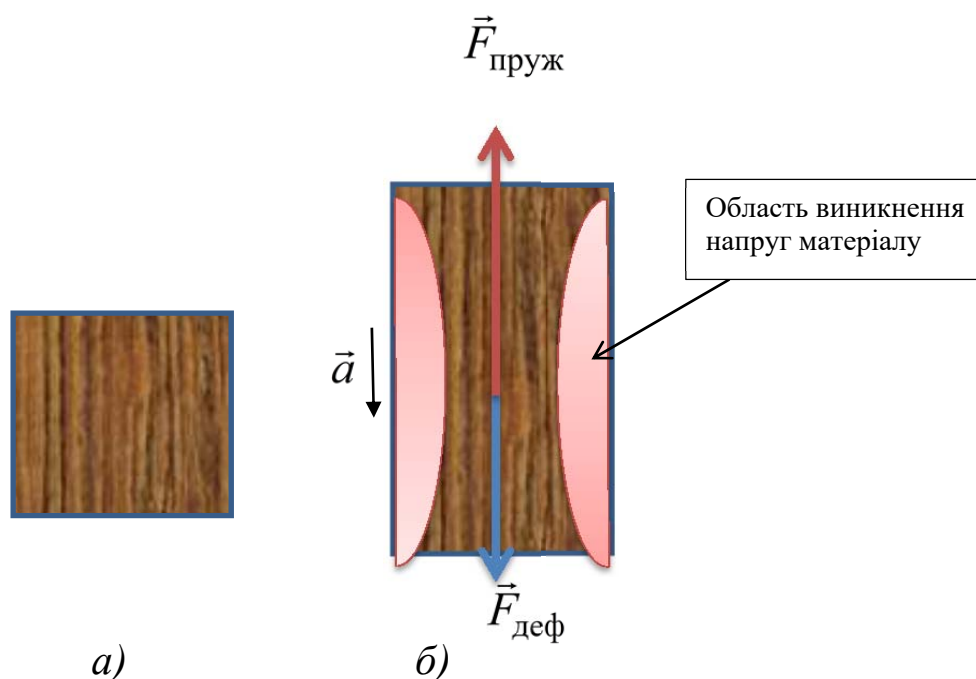 F⃗пруж
Область виникнення
напруг матеріалу
a⃗
F⃗деф
а)
б)